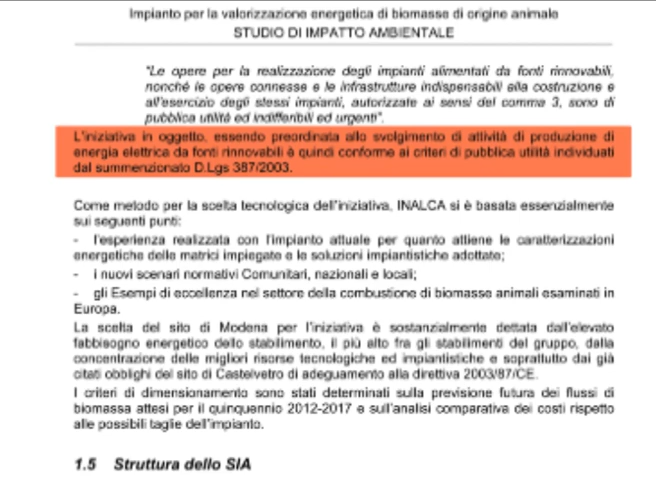 Impianto per la valorizzazione energetica di biomasse di origine animale
STUDIO DI IMPATTO AMBIENTALE
"Le opere per la realizzazione degli impianti alimentati da fonti rinnovabili,
nonché le opere connesse e le infrastrutture indispensabili alla costruzione e
all'esercizio degli stessi impianti, autorizzate ai sensi del comma 3, sono di
pubblica utilità ed indifferibili ed urgenti".
L'iniziativa in oggetto, essendo preordinata allo svolgimento di attività di produzione di
energia elettrica da fonti rinnovabili è quindi conforme ai criteri di pubblica utilità individuati
dal summenzionato D.Lgs 387/2003.
Come metodo per la scelta tecnologica dell'iniziativa, INALCA si è basata essenzialmente
sui seguenti punti:
- l'esperienza realizzata con l'impianto attuale per quanto attiene le caratterizzazioni
energetiche delle matrici impiegate e le soluzioni impiantistiche adottate;
- i nuovi scenari normativi Comunitari, nazionali e locali;
- gli Esempi di eccellenza nel settore della combustione di biomasse animali esaminati in
Europa.
La scelta del sito di Modena per l'iniziativa è sostanzialmente dettata dall'elevato
fabbisogno energetico dello stabilimento, il più alto fra gli stabilimenti del gruppo, dalla
concentrazione delle migliori risorse tecnologiche ed impiantistiche e soprattutto dai già
citati obblighi del sito di Castelvetro di adeguamento alla direttiva 2003/87/CE.
I criteri di dimensionamento sono stati determinati sulla previsione futura dei flussi di
biomassa attesi per il quinquennio 2012-2017 e sull'analisi comparativa dei costi rispetto
alle possibili taglie dell'impianto.
1.5 Struttura dello SIA